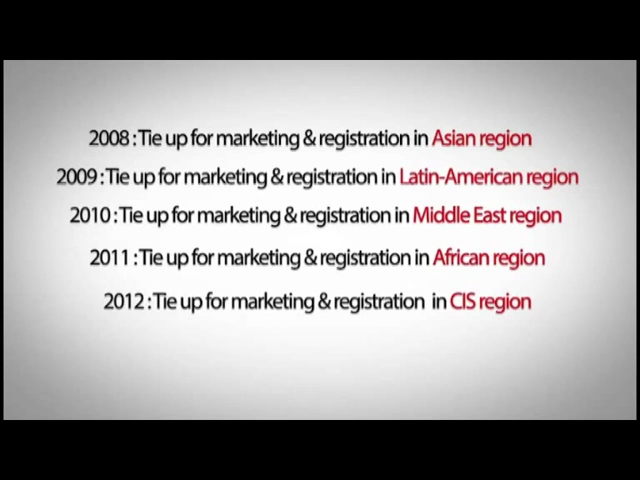 2008 : Tie up for marketing & registration in Asian region
2009 : Tie up for marketing & registration in Latin-American region
2010 : Tie up for marketing & registration in Middle East region
2011 : Tie up for marketing & registration in African region
2012 : Tie up for marketing & registration in CIS region